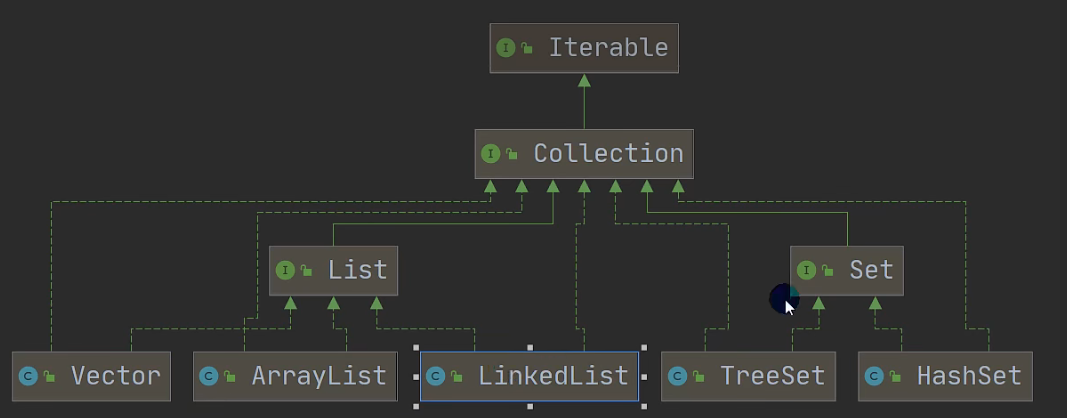 I Iterable
I Collection
I List
I Set
C Vector
C ArrayList
C LinkedList
C TreeSet
C HashSet